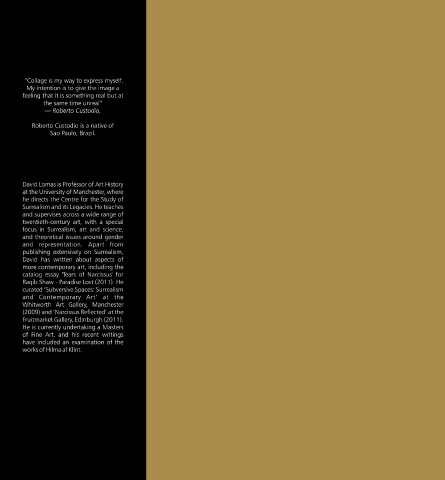 "Collage is my way to express myself.
My intention is to give the image a
feeling that it is something real but at
the same time unreal"
— Roberto Custodio,
Roberto Custodio is a native of
Sao Paulo, Brazil.
David Lomas is Professor of Art History
at the University of Manchester, where
he directs the Centre for the Study of
Surrealism and its Legacies. He teaches
and supervises across a wide range of
twentieth-century art, with a special
focus in Surrealism, art and science,
and theoretical issues around gender
and representation. Apart from
publishing extensively on Surrealism,
David has written about aspects of
more contemporary art, including the
catalog essay 'Tears of Narcissus' for
Raqib Shaw - Paradise Lost (2011). He
curated 'Subversive Spaces: Surrealism
and Contemporary Art' at the
Whitworth Art Gallery, Manchester
(2009) and 'Narcissus Reflected' at the
Fruitmarket Gallery, Edinburgh (2011).
He is currently undertaking a Masters
of Fine Art, and his recent writings
have included an examination of the
works of Hilma af Klint.